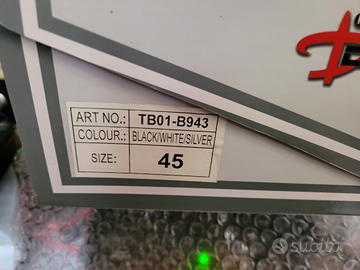 ART NO.: TB01-B943
COLOUR.: BLACK/WHITE/SILVER
SIZE: 45
subito